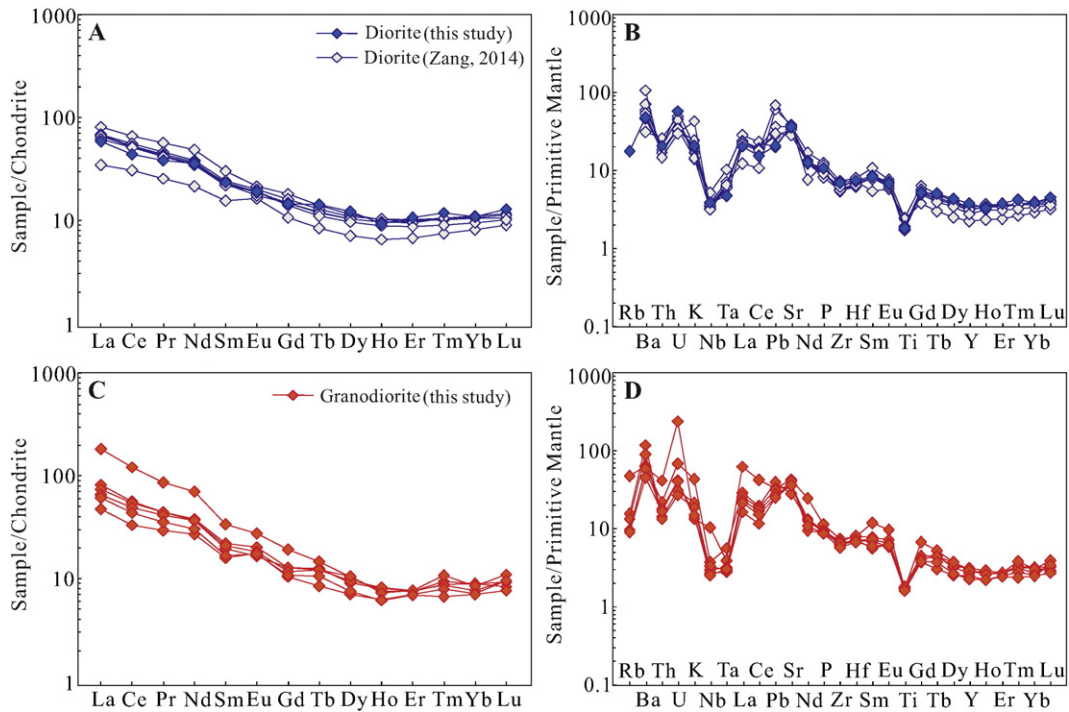 A
1000
100
10
1
Sample/Chondrite
Diorite (this study)
Diorite (Zang, 2014)
La Ce Pr Nd Sm Eu Gd Tb Dy Ho Er Tm Yb Lu
B
1000
100
10
1
0.1
Sample/Primitive Mantle
Rb Th K Ta Ce Sr P Hf Eu Gd Dy Ho Tm Lu
Ba U Nb La Pb Nd Zr Sm Ti Tb Y Er Yb
C
1000
100
10
1
Sample/Chondrite
Granodiorite (this study)
La Ce Pr Nd Sm Eu Gd Tb Dy Ho Er Tm Yb Lu
D
1000
100
10
1
0.1
Sample/Primitive Mantle
Rb Th K Ta Ce Sr P Hf Eu Gd Dy Ho Tm Lu
Ba U Nb La Pb Nd Zr Sm Ti Tb Y Er Yb